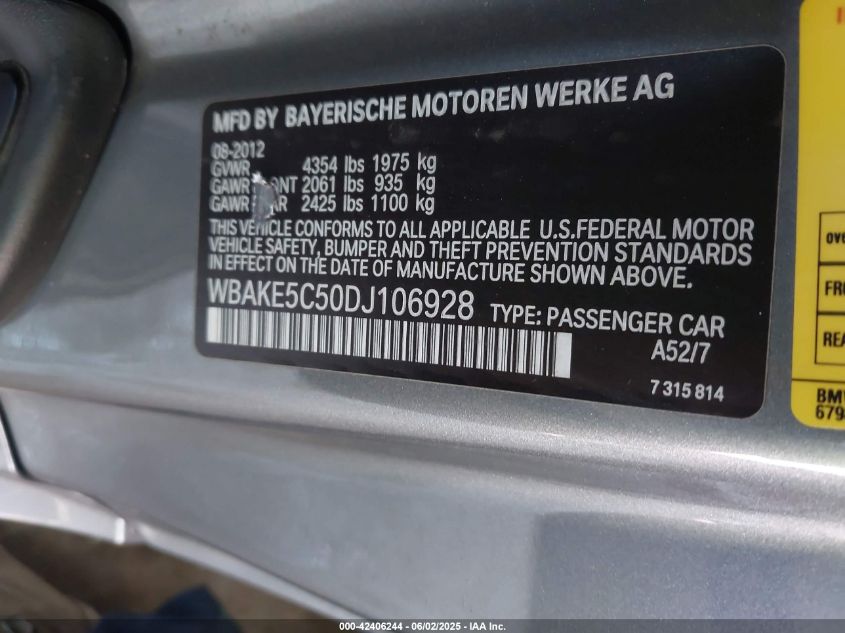 MFD BY BAYERISCHE MOTOREN WERKE AG
08-2012
GVWR 4354 lbs 1975 kg
GAWR 2061 lbs 935 kg
GAWR 2425 lbs 1100 kg
THIS VEHICLE CONFORMS TO ALL APPLICABLE U.S.FEDERAL MOTOR
VEHICLE SAFETY, BUMPER AND THEFT PREVENTION STANDARDS
IN EFFECT ON THE DATE OF MANUFACTURE SHOWN ABOVE.
WBAKE5C50DJ106928 TYPE: PASSENGER CAR
A52/7
7 315 814
BMW
000-42406244 | 06/02/2025 - IAA Inc.